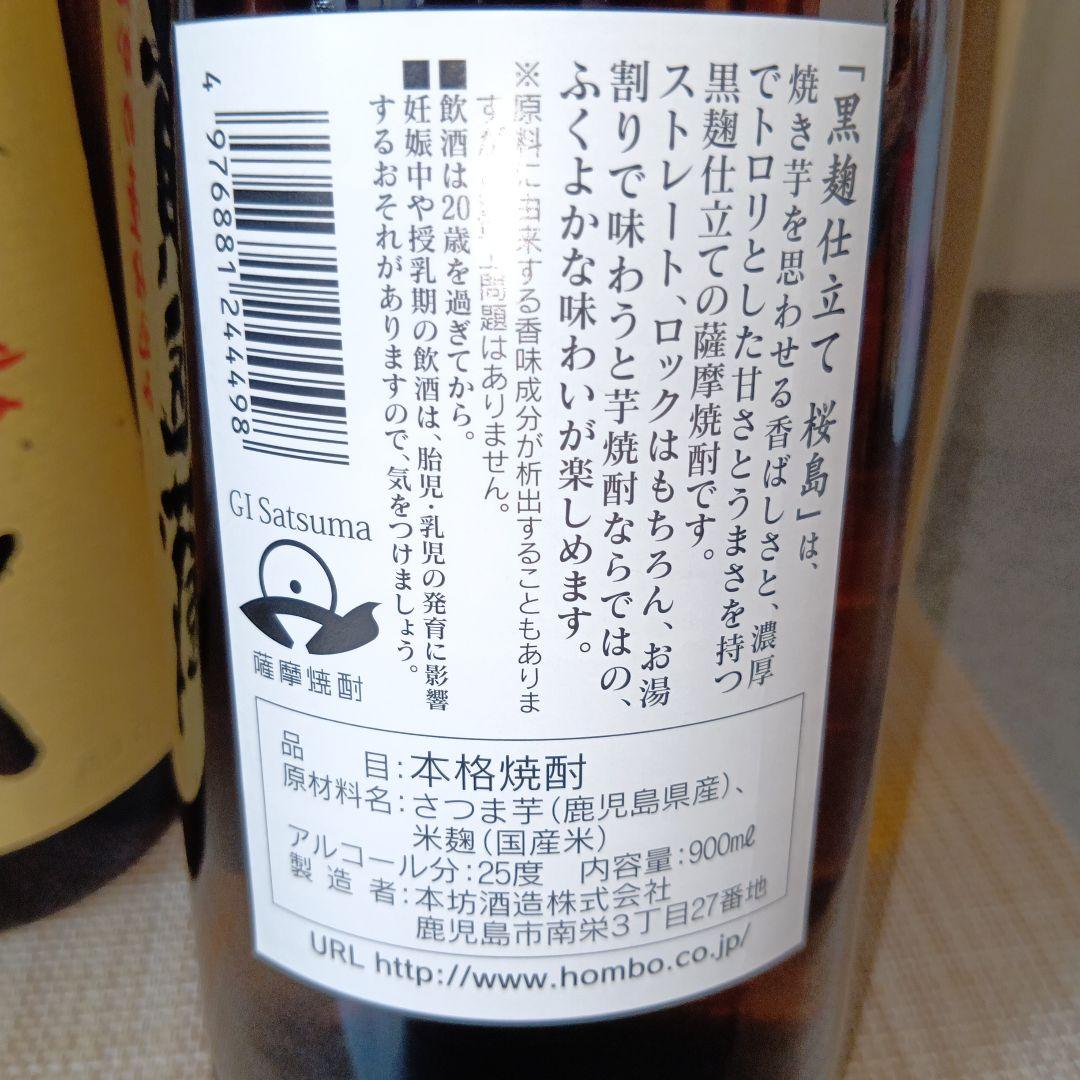 「黒麹仕立て 桜島」は、
焼き芋を思わせる香ばしさと、濃厚
でトロリとした甘さとうまさを持つ
黒麹仕立ての薩摩焼酎です。
ストレート、ロックはもちろん、お湯
割りで味わうと芋焼酎ならではの、
ふくよかな味わいが楽しめます。
※原料に由来する香味成分が析出することもありま
すが 問題はありません。
■飲酒は20歳を過ぎてから。
■妊娠中や授乳期の飲酒は、胎児・乳児の発育に影響
するおそれがありますので、気をつけましょう。
4 976881 244498
GI Satsuma
薩摩焼酎
品目:本格焼酎
原材料名:さつま芋(鹿児島県産)、
米麹(国産米)
アルコール分:25度 内容量:900mℓ
製造者:本坊酒造株式会社
鹿児島市南栄3丁目27番地
URL http://www.hombo.co.jp/